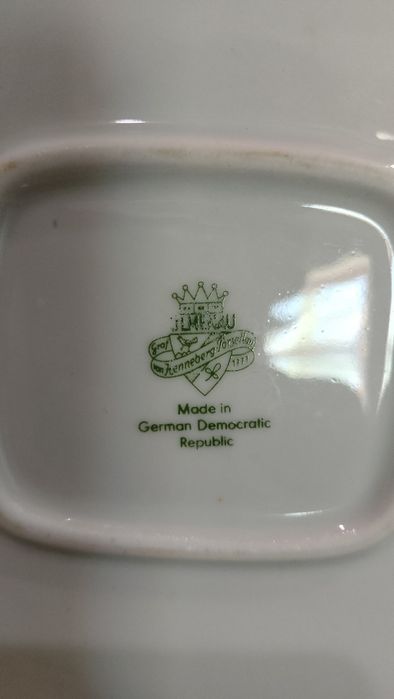 ILMENAU
Graf von Henneberg Porzellan 1777
Made in
German Democratic
Republic